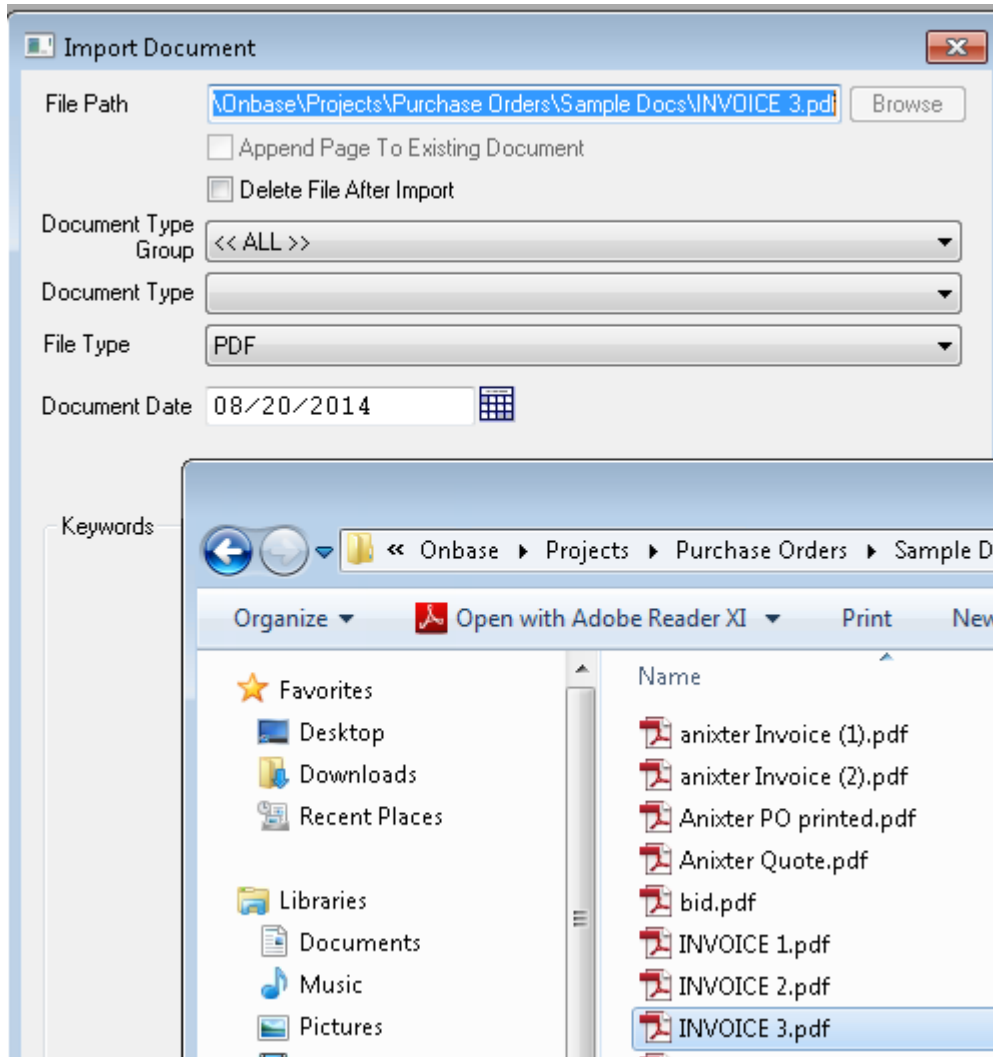 Import Document
File Path \Onbase\Projects\Purchase Orders\Sample Docs\INVOICE 3.pdf Browse
Append Page To Existing Document
Delete File After Import
Document Type
Group << ALL >>
Document Type
File Type PDF
Document Date 08/20/2014
Keywords
« Onbase Projects Purchase Orders Sample D
Organize Open with Adobe Reader XI Print New
Favorites
Desktop
Downloads
Recent Places
Libraries
Documents
Music
Pictures
Name
anixter Invoice (1).pdf
anixter Invoice (2).pdf
Anixter PO printed.pdf
Anixter Quote.pdf
bid.pdf
INVOICE 1.pdf
INVOICE 2.pdf
INVOICE 3.pdf